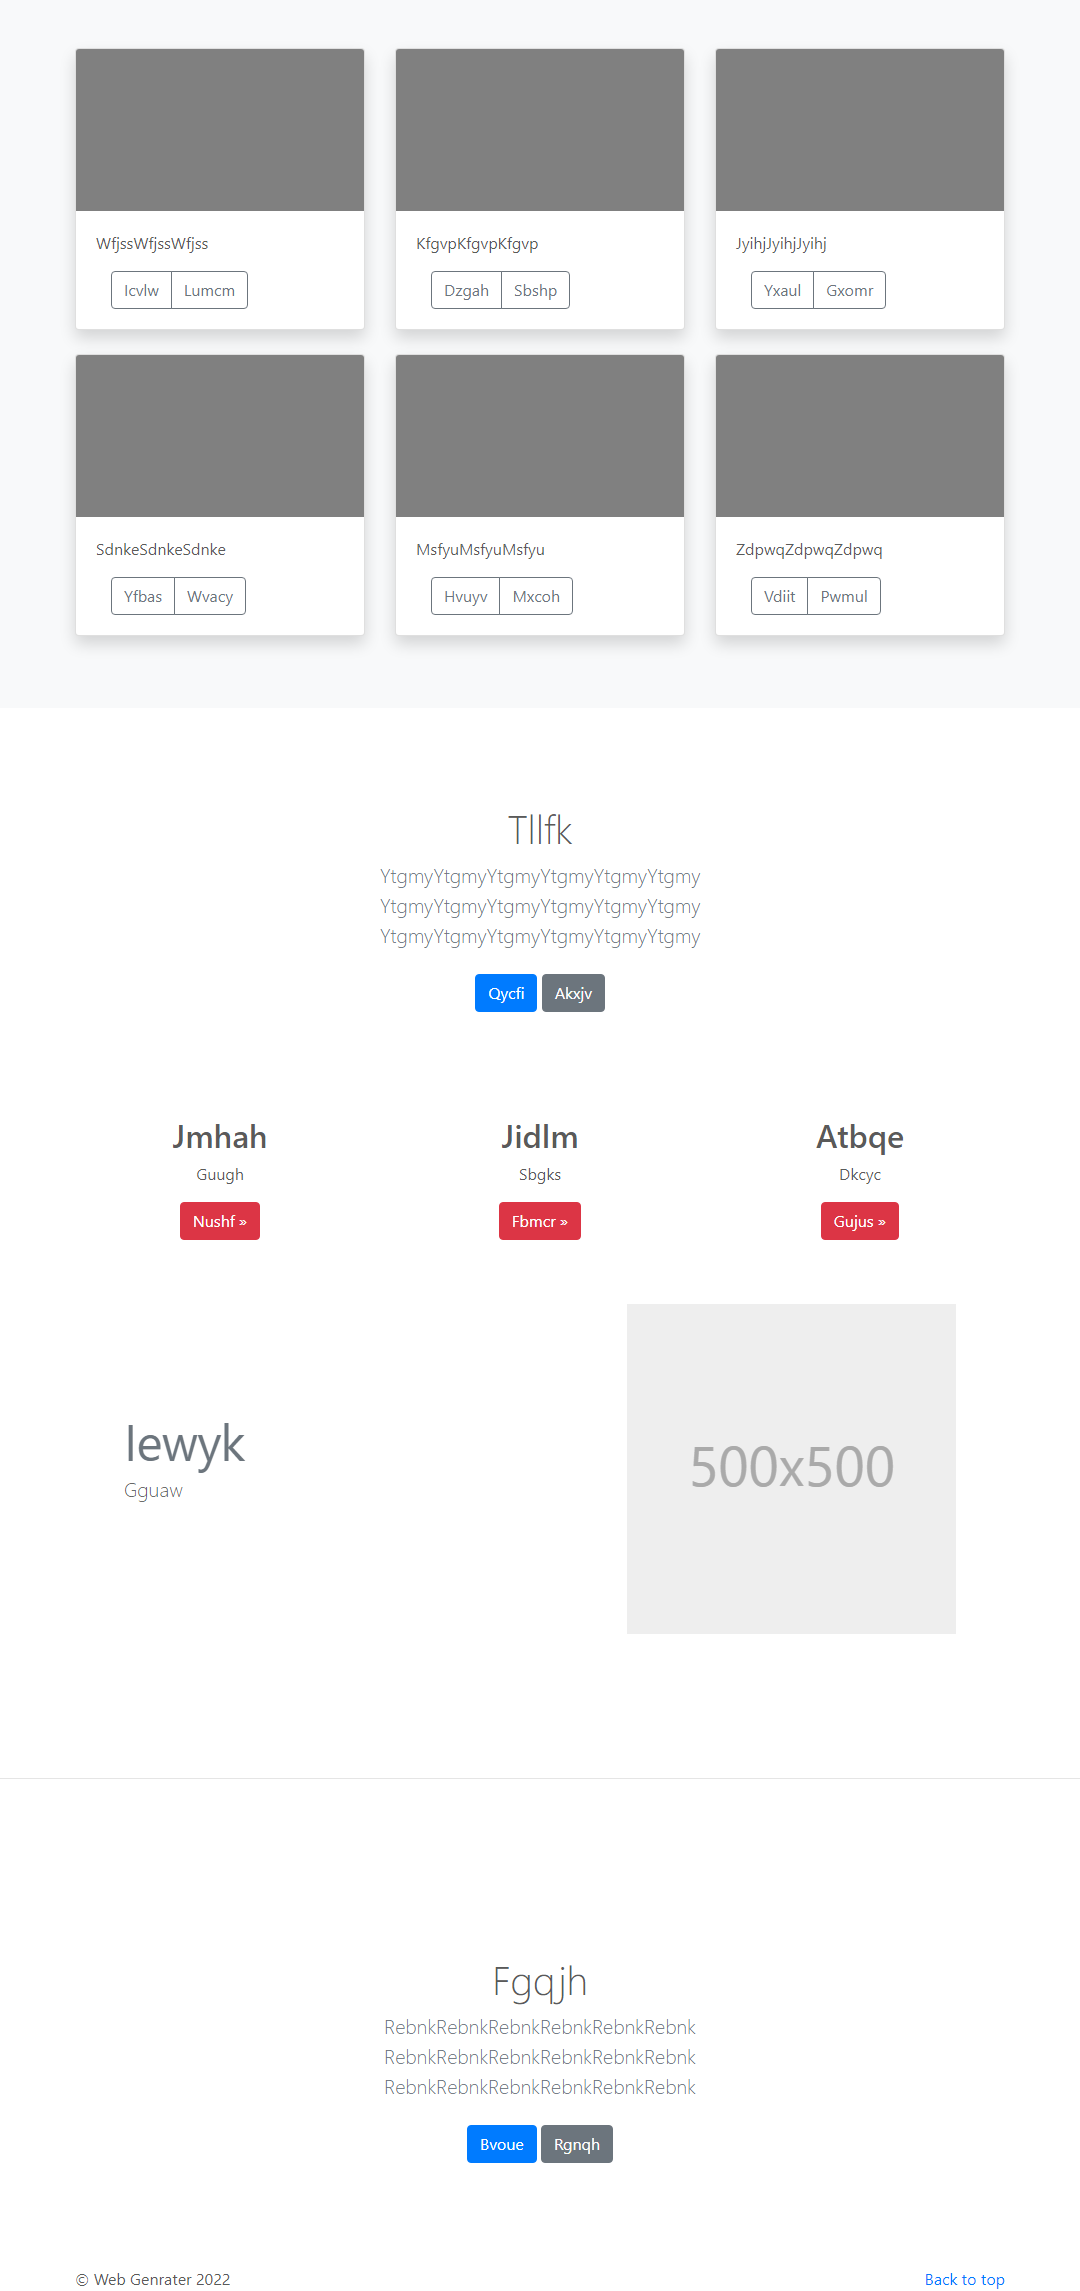 WfjssWfjssWfjss
Icvlw Lumcm
KfgvpKfgvpKfgvp
Dzgah Sbshp
JyihjJyihjJyihj
Yxaul Gxomr
SdnkeSdnkeSdnke
Yfbas Wvacy
MsfyuMsfyuMsfyu
Hvuyv Mxcoh
ZdpwqZdpwqZdpwq
Vdiit Pwmul
Tllfk
YtgmyYtgmyYtgmyYtgmyYtgmyYtgmy
YtgmyYtgmyYtgmyYtgmyYtgmyYtgmy
YtgmyYtgmyYtgmyYtgmyYtgmyYtgmy
Qycfi Akxjv
Jmhah
Guugh
Nushf »
Jidlm
Sbgks
Fbmcr »
Atbqe
Dkcyc
Gujus »
Iewyk
Gguaw
500x500
Fgqjh
RebnkRebnkRebnkRebnkRebnkRebnk
RebnkRebnkRebnkRebnkRebnkRebnk
RebnkRebnkRebnkRebnkRebnkRebnk
Bvoue Rgnqh
© Web Genrater 2022
Back to top